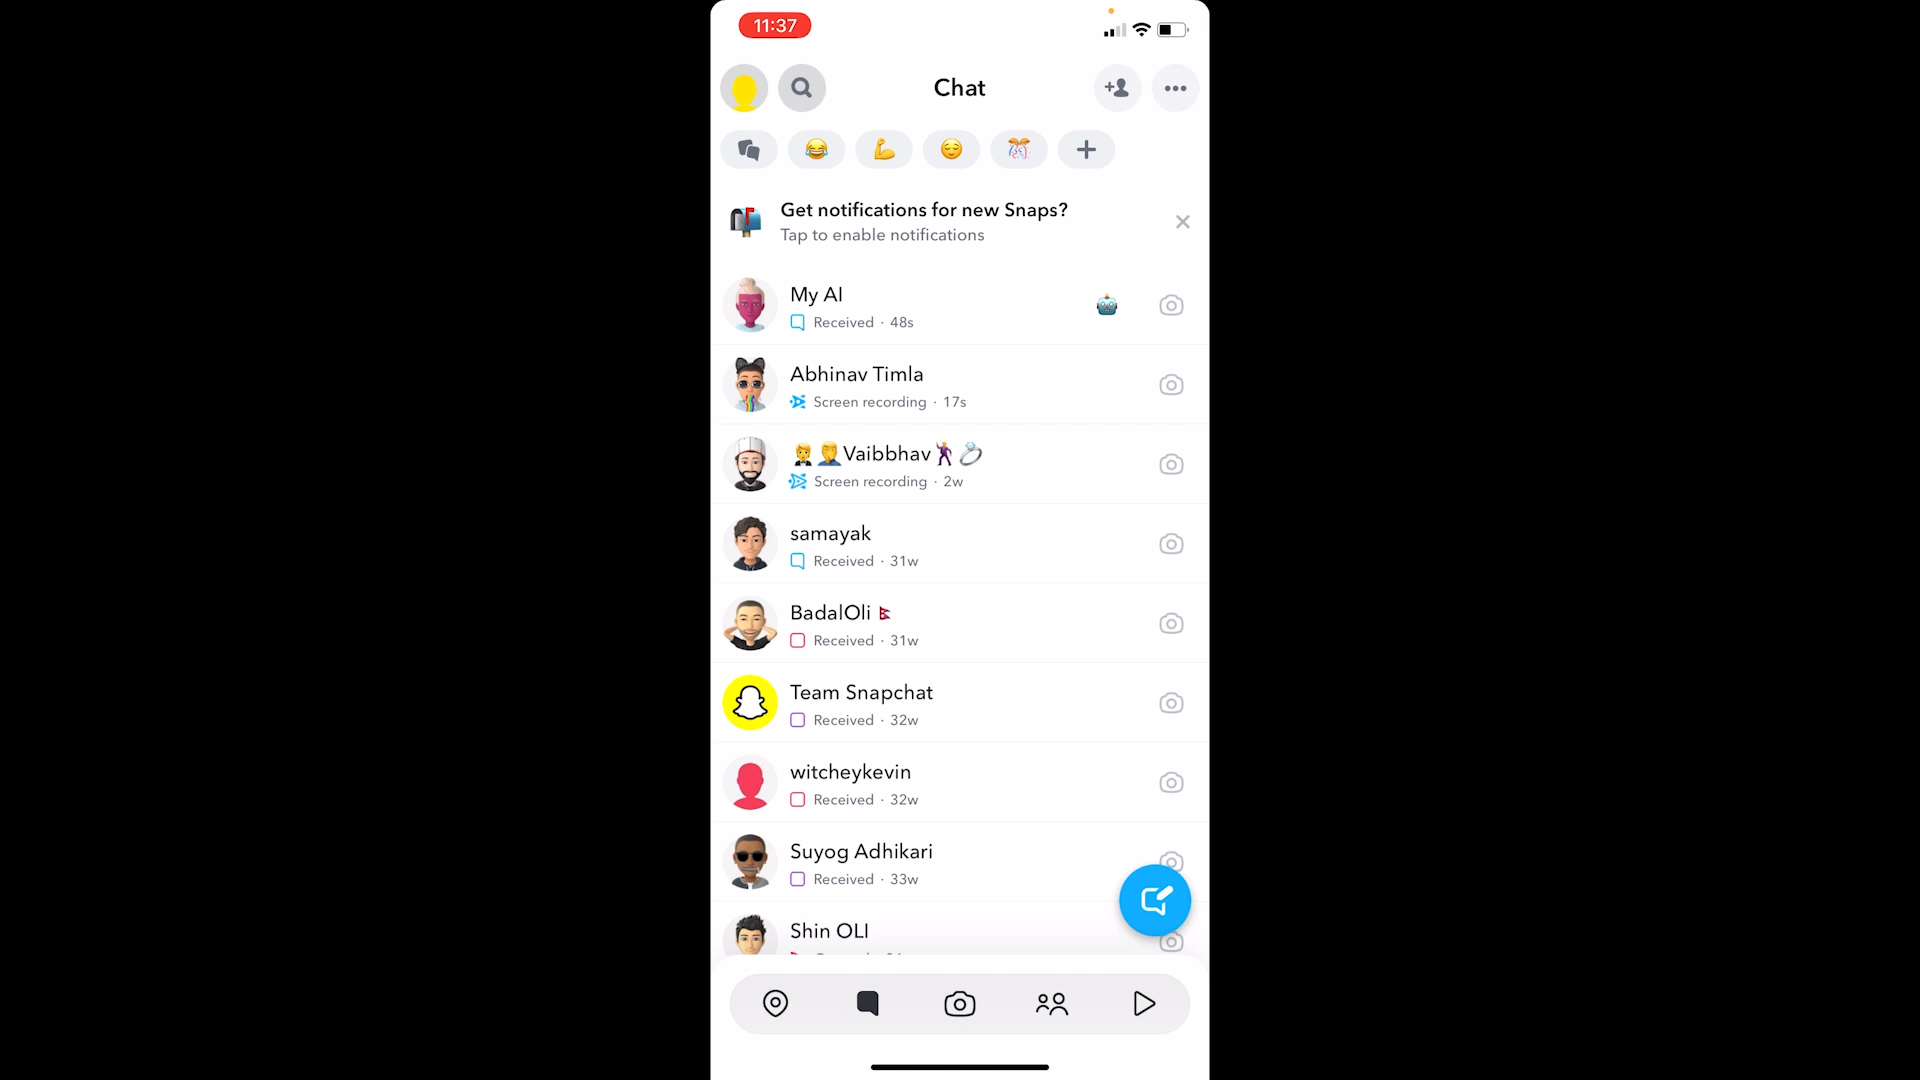 11:37
Chat
Get notifications for new Snaps?
Tap to enable notifications
My AI
Received · 48s
Abhinav Timla
Screen recording · 17s
🤵🤦Vaibbhav🕺💍
Screen recording · 2w
samayak
Received · 31w
BadalOli 🇳🇵
Received · 31w
Team Snapchat
Received · 32w
witcheykevin
Received · 32w
Suyog Adhikari
Received · 33w
Shin OLI